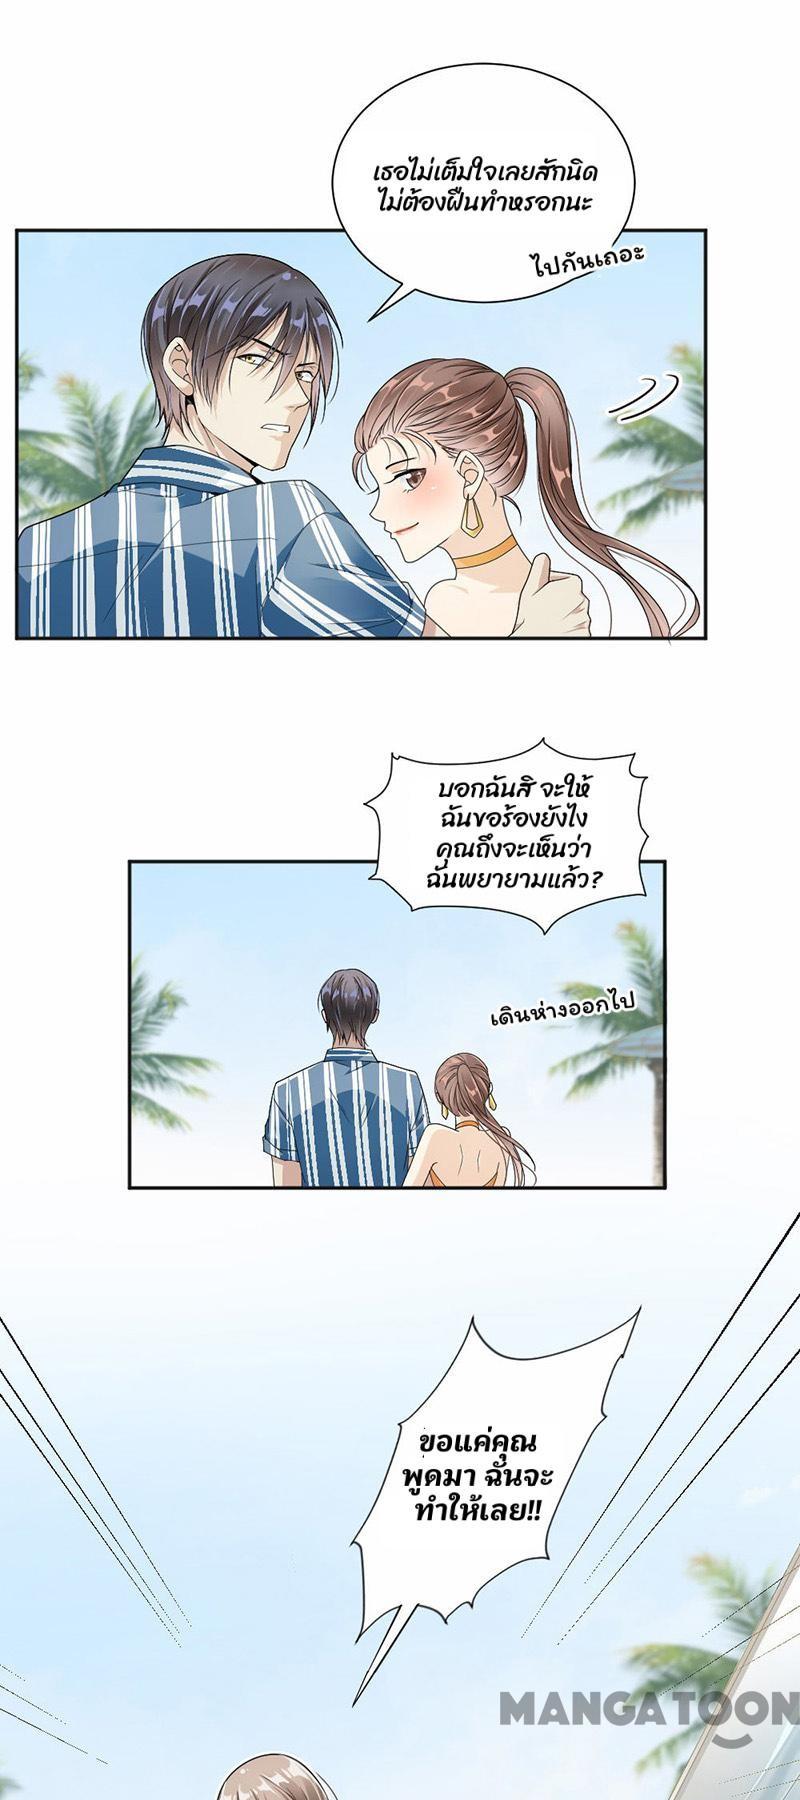 เธอไม่เต็มใจเลยสักนิด
ไม่ต้องฝืนทำหรอกนะ
ไปกันเถอะ
บอกฉันสิ จะให้
ฉันขอร้องยังไง
คุณถึงจะเห็นว่า
ฉันพยายามแล้ว?
เดินห่างออกไป
ขอแค่คุณ
พูดมา ฉันจะ
ทำให้เลย!!
MANGATOON